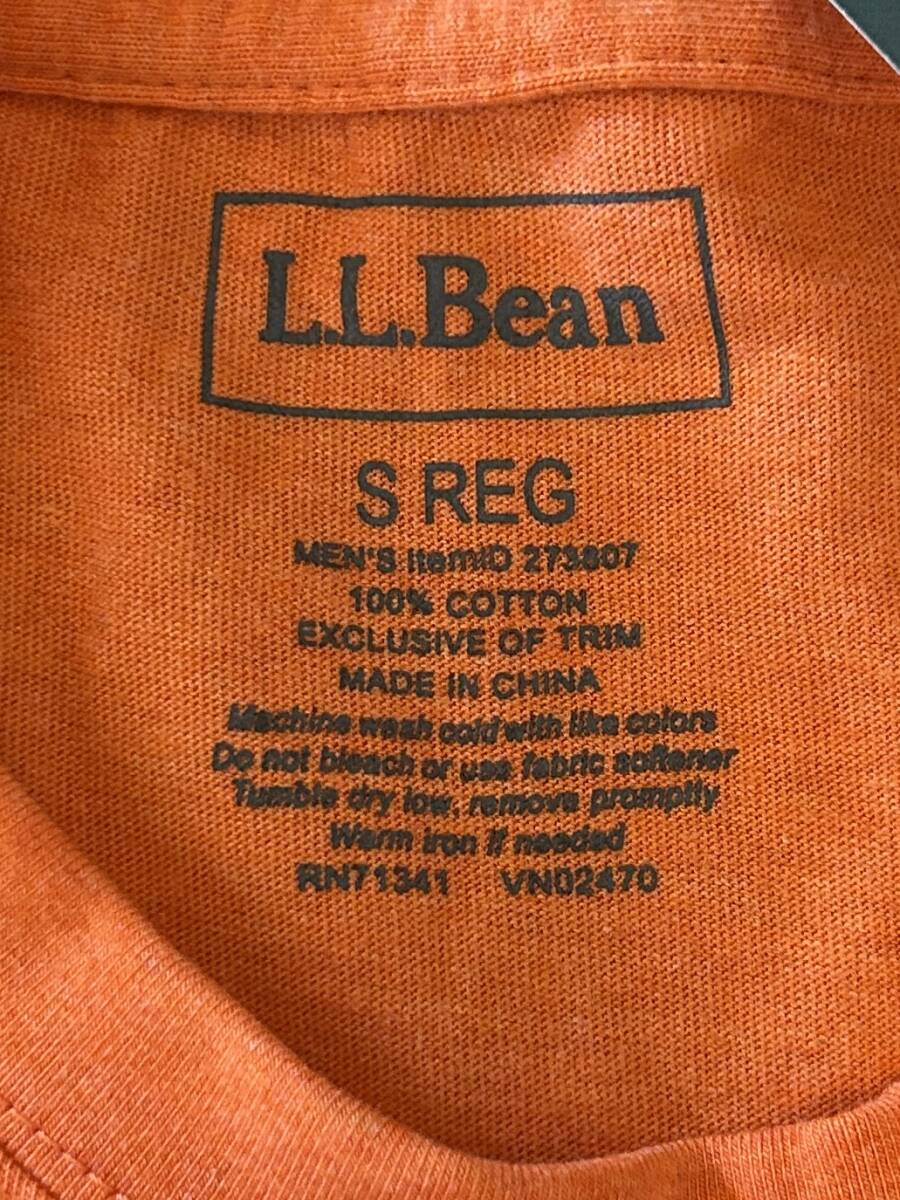 L.L.Bean
S REG
MEN'S ItemID 273807
100% COTTON
EXCLUSIVE OF TRIM
MADE IN CHINA
Machine wash cold with like colors
Do not bleach or use fabric softener
Tumble dry low, remove promptly
Warm iron if needed
RN71341 VN02470